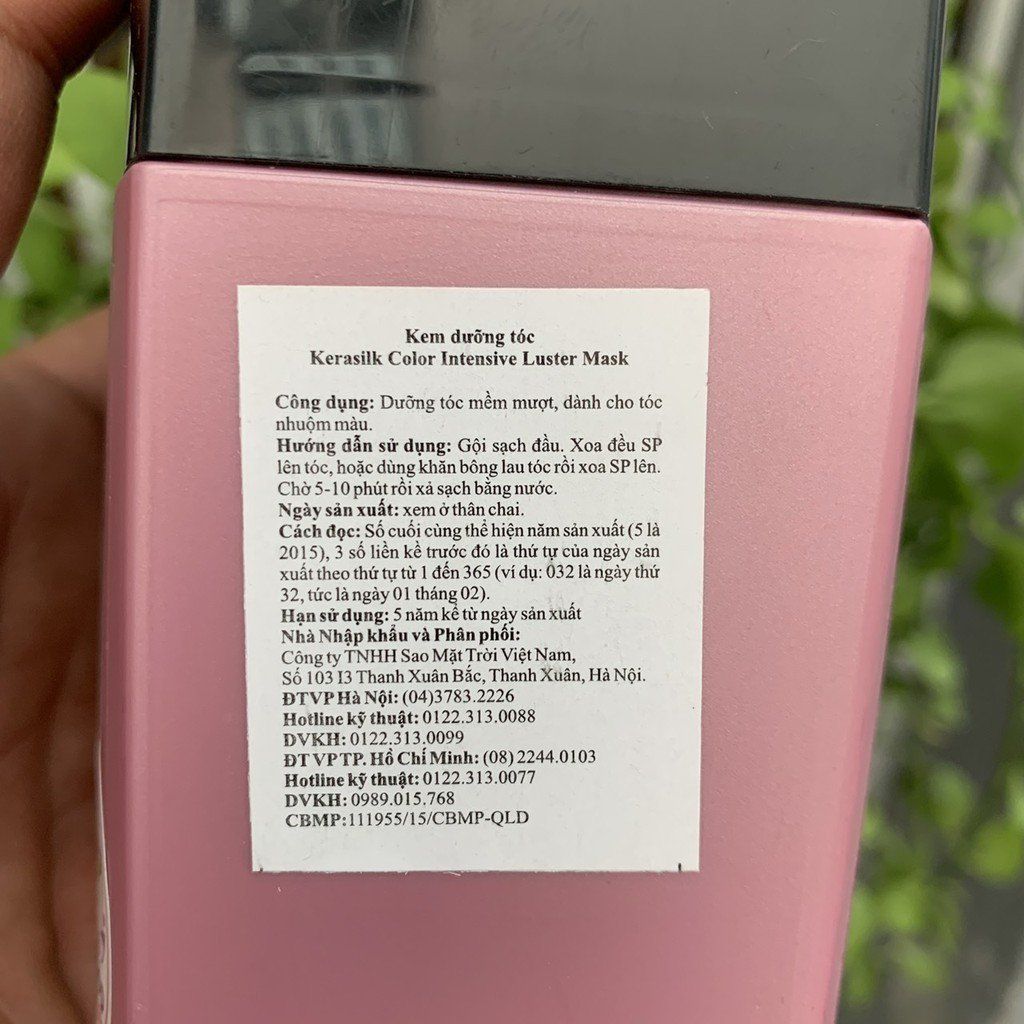 Kem dưỡng tóc
Kerasilk Color Intensive Luster Mask
Công dụng: Dưỡng tóc mềm mượt, dành cho tóc
nhuộm màu.
Hướng dẫn sử dụng: Gội sạch đầu. Xoa đều SP
lên tóc, hoặc dùng khăn bông lau tóc rồi xoa SP lên.
Chờ 5-10 phút rồi xả sạch bằng nước.
Ngày sản xuất: xem ở thân chai.
Cách đọc: Số cuối cùng thể hiện năm sản xuất (5 là
2015), 3 số liền kề trước đó là thứ tự của ngày sản
xuất theo thứ tự từ 1 đến 365 (ví dụ: 032 là ngày thứ
32, tức là ngày 01 tháng 02).
Hạn sử dụng: 5 năm kể từ ngày sản xuất
Nhà Nhập khẩu và Phân phối:
Công ty TNHH Sao Mặt Trời Việt Nam,
Số 103 I3 Thanh Xuân Bắc, Thanh Xuân, Hà Nội.
ĐTVP Hà Nội: (04)3783.2226
Hotline kỹ thuật: 0122.313.0088
DVKH: 0122.313.0099
ĐT VP TP. Hồ Chí Minh: (08) 2244.0103
Hotline kỹ thuật: 0122.313.0077
DVKH: 0989.015.768
CBMP:111955/15/CBMP-QLD